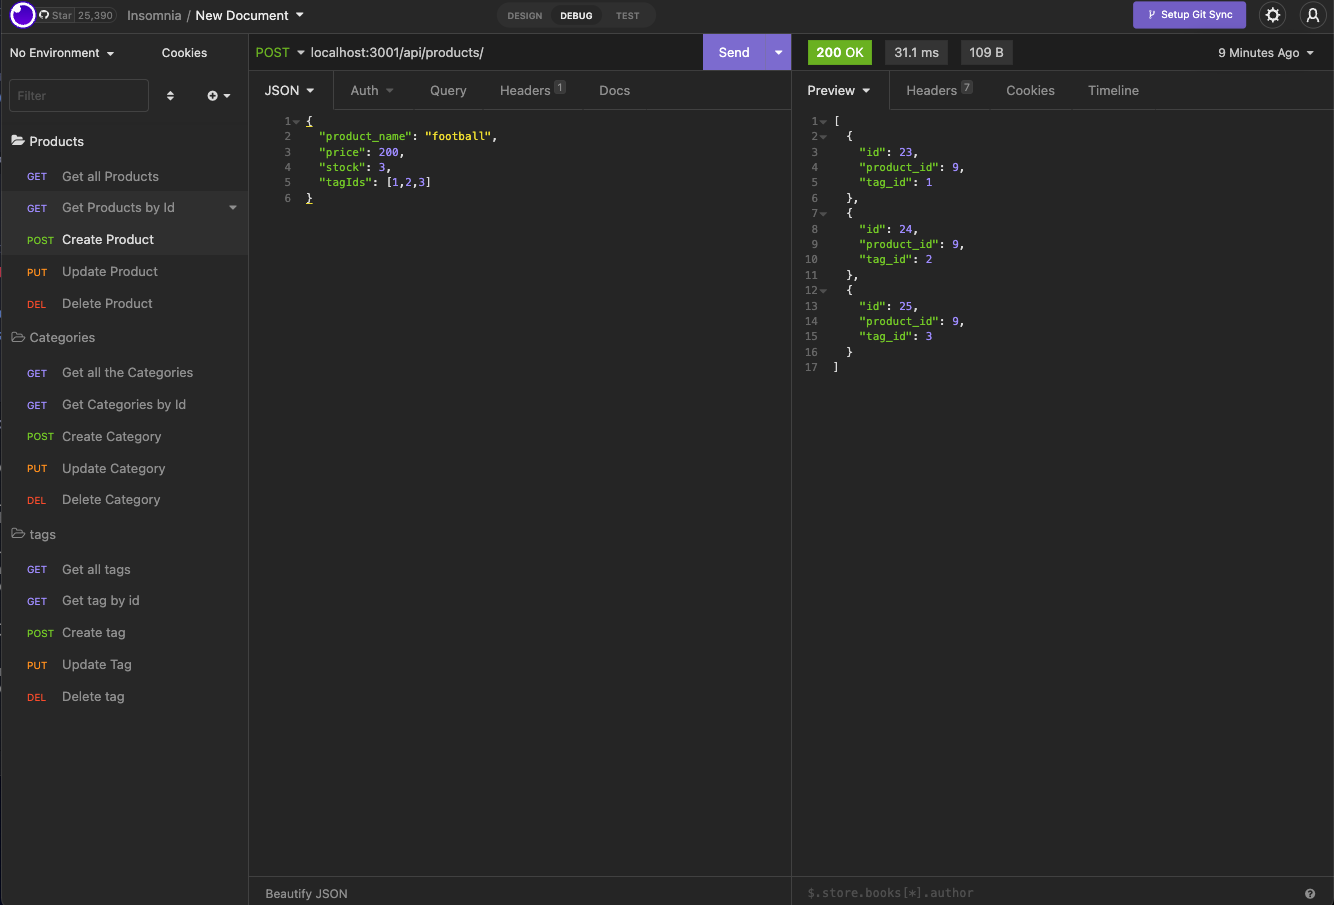 Star 25,390 Insomnia / New Document DESIGN DEBUG TEST Setup Git Sync
No Environment Cookies
Filter
Products
GET Get all Products
GET Get Products by Id
POST Create Product
PUT Update Product
DEL Delete Product
Categories
GET Get all the Categories
GET Get Categories by Id
POST Create Category
PUT Update Category
DEL Delete Category
tags
GET Get all tags
GET Get tag by id
POST Create tag
PUT Update Tag
DEL Delete tag
POST localhost:3001/api/products/ Send
JSON Auth Query Headers 1 Docs
1 {
2 "product_name": "football",
3 "price": 200,
4 "stock": 3,
5 "tagIds": [1,2,3]
6 }
Beautify JSON
200 OK 31.1 ms 109 B 9 Minutes Ago
Preview Headers 7 Cookies Timeline
1 [
2 {
3 "id": 23,
4 "product_id": 9,
5 "tag_id": 1
6 },
7 {
8 "id": 24,
9 "product_id": 9,
10 "tag_id": 2
11 },
12 {
13 "id": 25,
14 "product_id": 9,
15 "tag_id": 3
16 }
17 ]
$.store.books[*].author